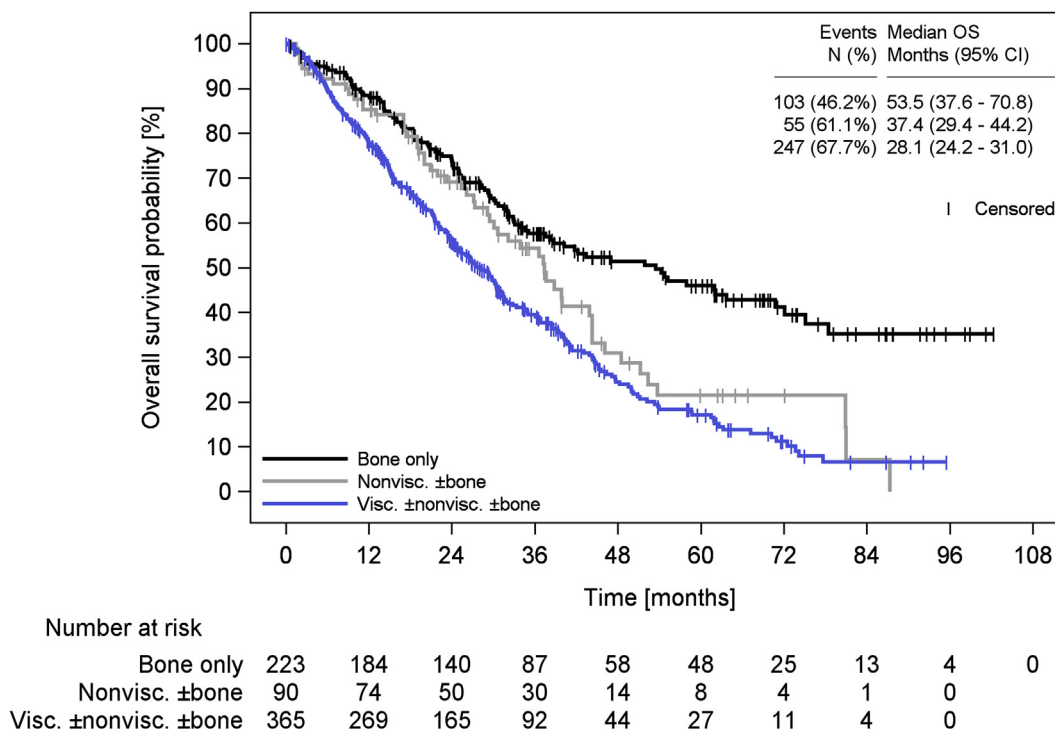 Events Median OS
N (%) Months (95% CI)
103 (46.2%) 53.5 (37.6 - 70.8)
55 (61.1%) 37.4 (29.4 - 44.2)
247 (67.7%) 28.1 (24.2 - 31.0)
Censored
Overall survival probability [%]
100
90
80
70
60
50
40
30
20
10
0
Bone only
Nonvisc. ±bone
Visc. ±nonvisc. ±bone
0 12 24 36 48 60 72 84 96 108
Time [months]
Number at risk
Bone only 223 184 140 87 58 48 25 13 4 0
Nonvisc. ±bone 90 74 50 30 14 8 4 1 0
Visc. ±nonvisc. ±bone 365 269 165 92 44 27 11 4 0